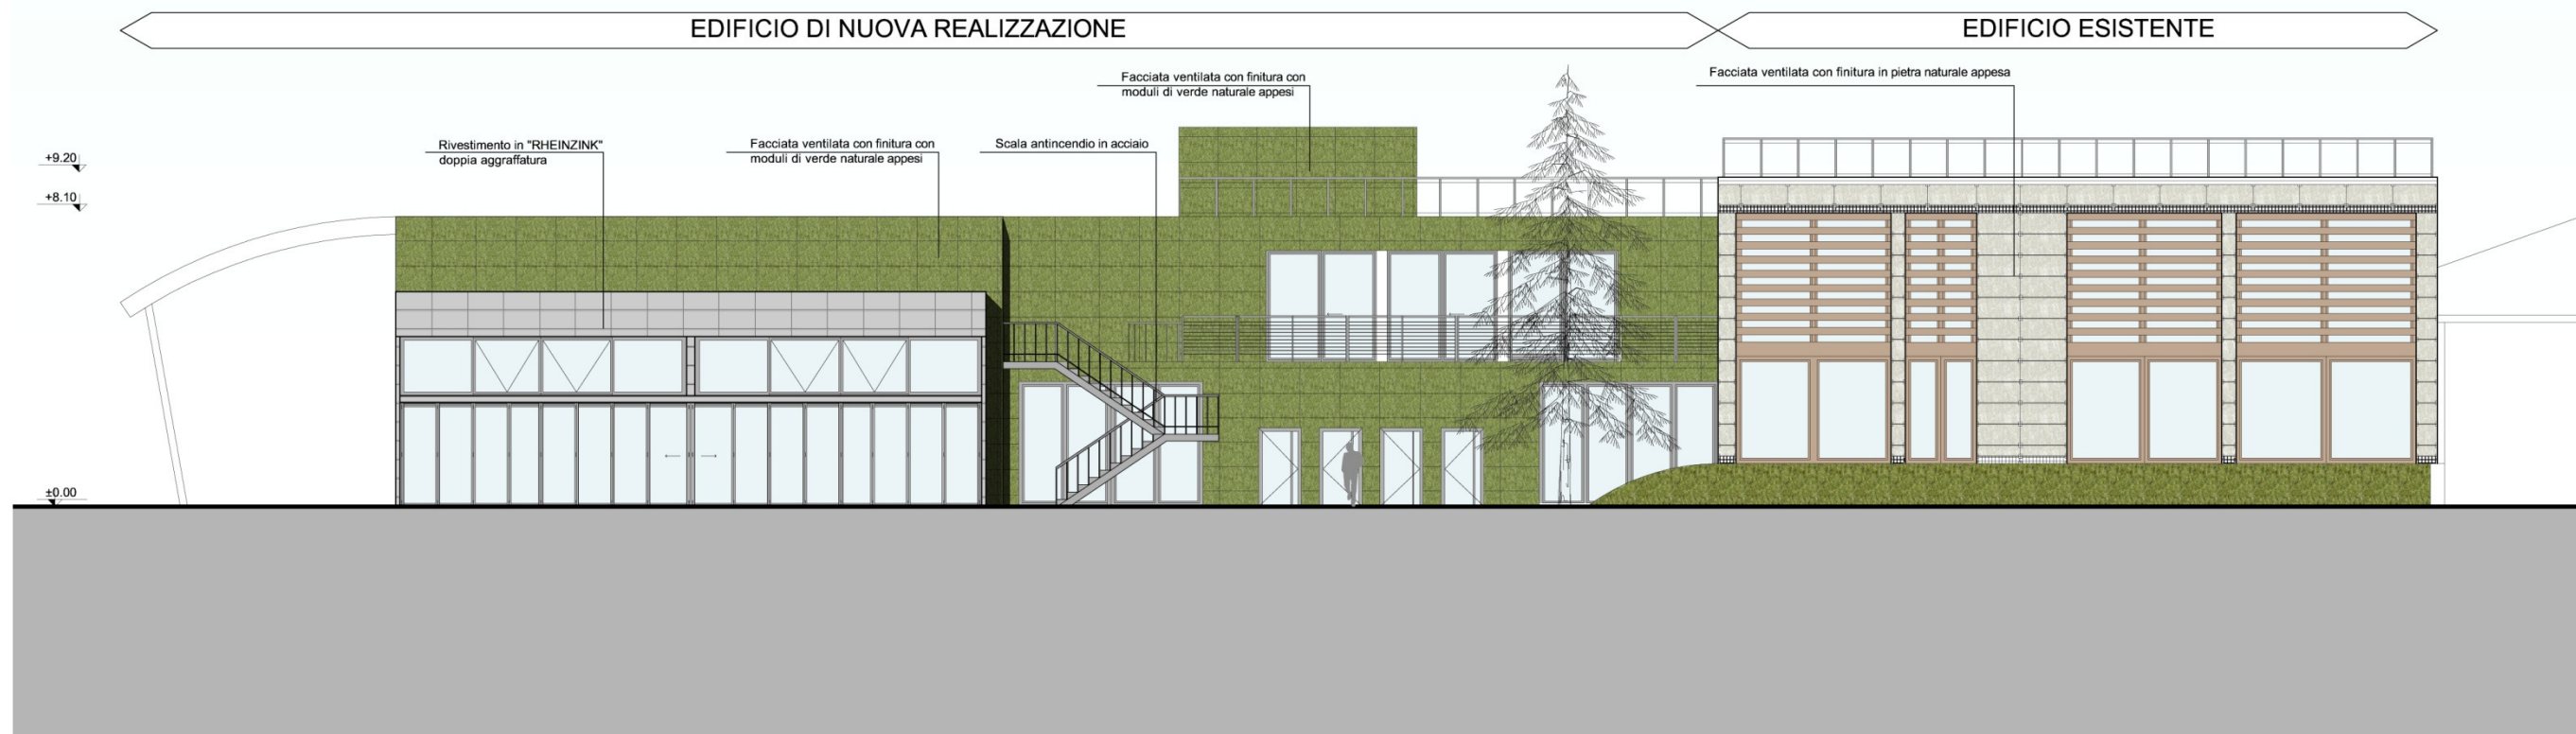 EDIFICIO DI NUOVA REALIZZAZIONE
EDIFICIO ESISTENTE
Facciata ventilata con finitura con
moduli di verde naturale appesi
Facciata ventilata con finitura in pietra naturale appesa
Rivestimento in "RHEINZINK"
doppia aggraffatura
Facciata ventilata con finitura con
moduli di verde naturale appesi
Scala antincendio in acciaio
+9.20
+8.10
±0.00